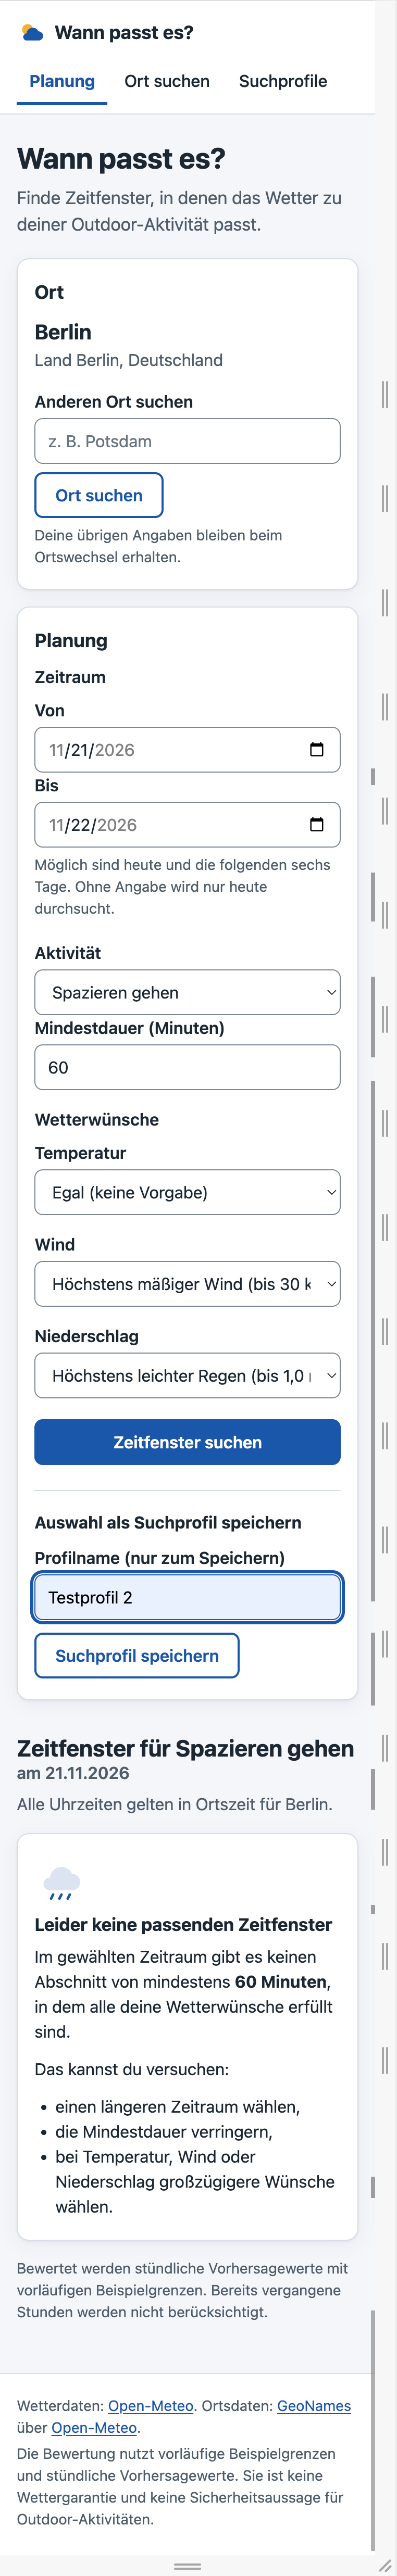 Wann passt es?
Planung Ort suchen Suchprofile
Wann passt es?
Finde Zeitfenster, in denen das Wetter zu
deiner Outdoor-Aktivität passt.
Ort
Berlin
Land Berlin, Deutschland
Anderen Ort suchen
z. B. Potsdam
Ort suchen
Deine übrigen Angaben bleiben beim
Ortswechsel erhalten.
Planung
Zeitraum
Von
11/21/2026
Bis
11/22/2026
Möglich sind heute und die folgenden sechs
Tage. Ohne Angabe wird nur heute
durchsucht.
Aktivität
Spazieren gehen
Mindestdauer (Minuten)
60
Wetterwünsche
Temperatur
Egal (keine Vorgabe)
Wind
Höchstens mäßiger Wind (bis 30
Niederschlag
Höchstens leichter Regen (bis 1,0
Zeitfenster suchen
Auswahl als Suchprofil speichern
Profilname (nur zum Speichern)
Testprofil 2
Suchprofil speichern
Zeitfenster für Spazieren gehen
am 21.11.2026
Alle Uhrzeiten gelten in Ortszeit für Berlin.
Leider keine passenden Zeitfenster
Im gewählten Zeitraum gibt es keinen
Abschnitt von mindestens 60 Minuten,
in dem alle deine Wetterwünsche erfüllt
sind.
Das kannst du versuchen:
• einen längeren Zeitraum wählen,
• die Mindestdauer verringern,
• bei Temperatur, Wind oder
Niederschlag großzügigere Wünsche
wählen.
Bewertet werden stündliche Vorhersagewerte mit
vorläufigen Beispielgrenzen. Bereits vergangene
Stunden werden nicht berücksichtigt.
Wetterdaten: Open-Meteo. Ortsdaten: GeoNames
über Open-Meteo.
Die Bewertung nutzt vorläufige Beispielgrenzen
und stündliche Vorhersagewerte. Sie ist keine
Wettergarantie und keine Sicherheitsaussage für
Outdoor-Aktivitäten.